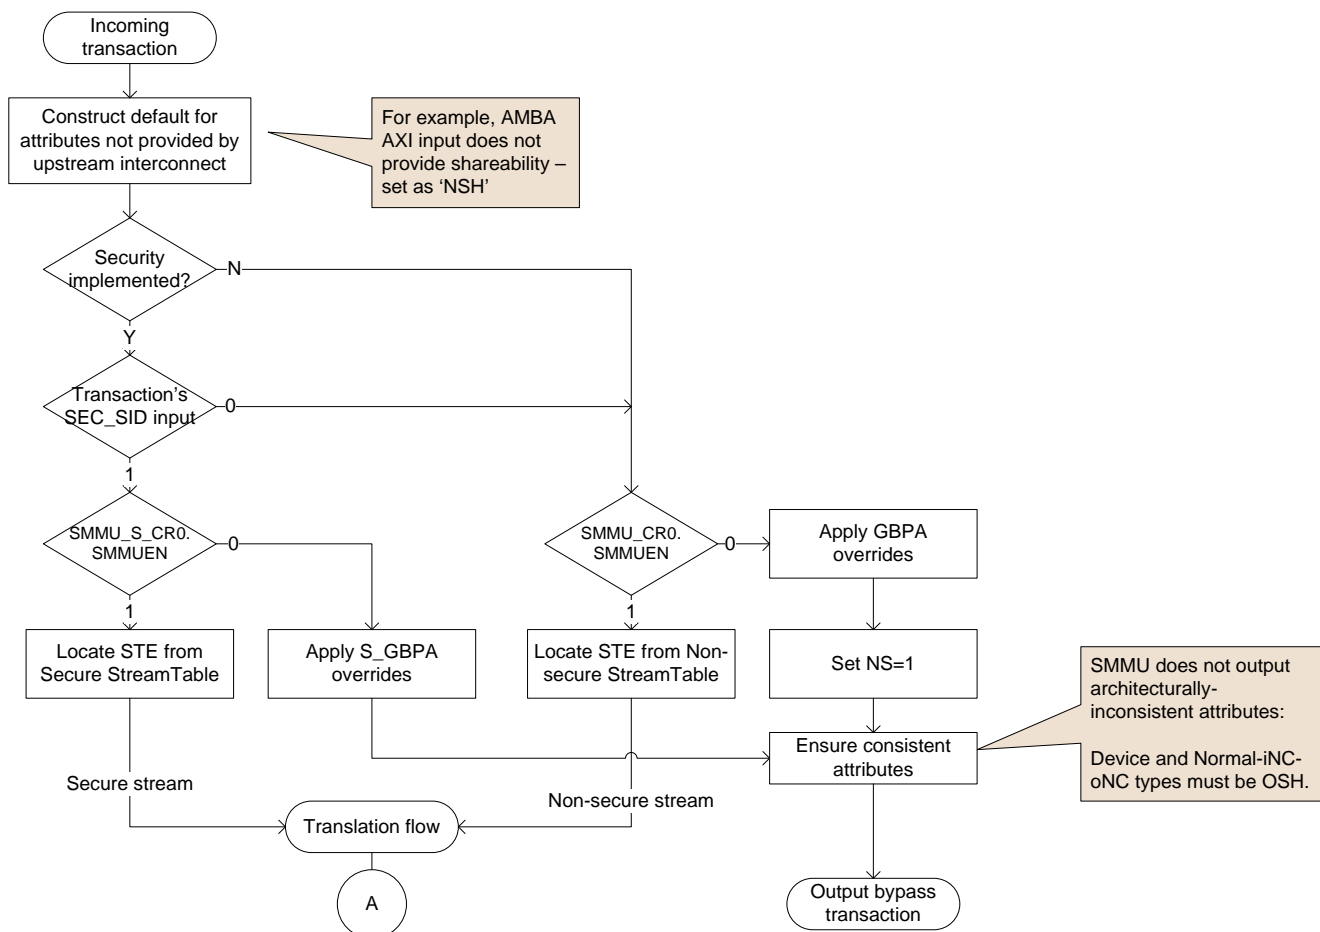 Incoming
transaction
Construct default for
attributes not provided by
upstream interconnect
For example, AMBA
AXI input does not
provide shareability –
set as ‘NSH’
Security
implemented?
N
Y
Transaction’s
SEC_SID input
0
1
SMMU_S_CR0.
SMMUEN
0
SMMU_CR0.
SMMUEN
0
Apply GBPA
overrides
1
1
Locate STE from
Secure StreamTable
Apply S_GBPA
overrides
Locate STE from Non-
secure StreamTable
Set NS=1
SMMU does not output
architecturally-
inconsistent attributes:
Device and Normal-iNC-
oNC types must be OSH.
Ensure consistent
attributes
Secure stream
Non-secure stream
Translation flow
A
Output bypass
transaction